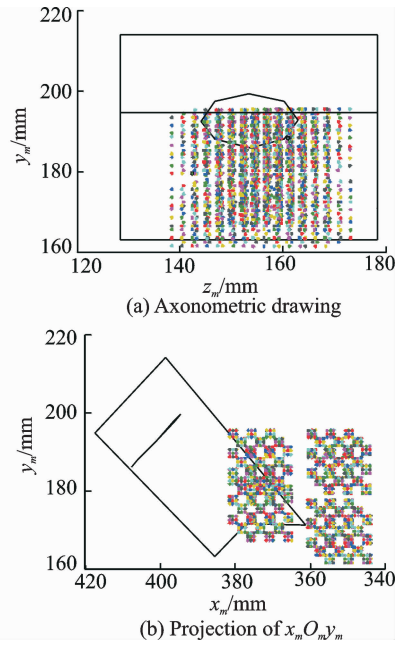 220
200
180
160
y_m/mm
120
140
160
180
z_m/mm
(a) Axonometric drawing
220
200
180
160
y_m/mm
420
400
380
360
340
x_m/mm
(b) Projection of x_mO_my_m